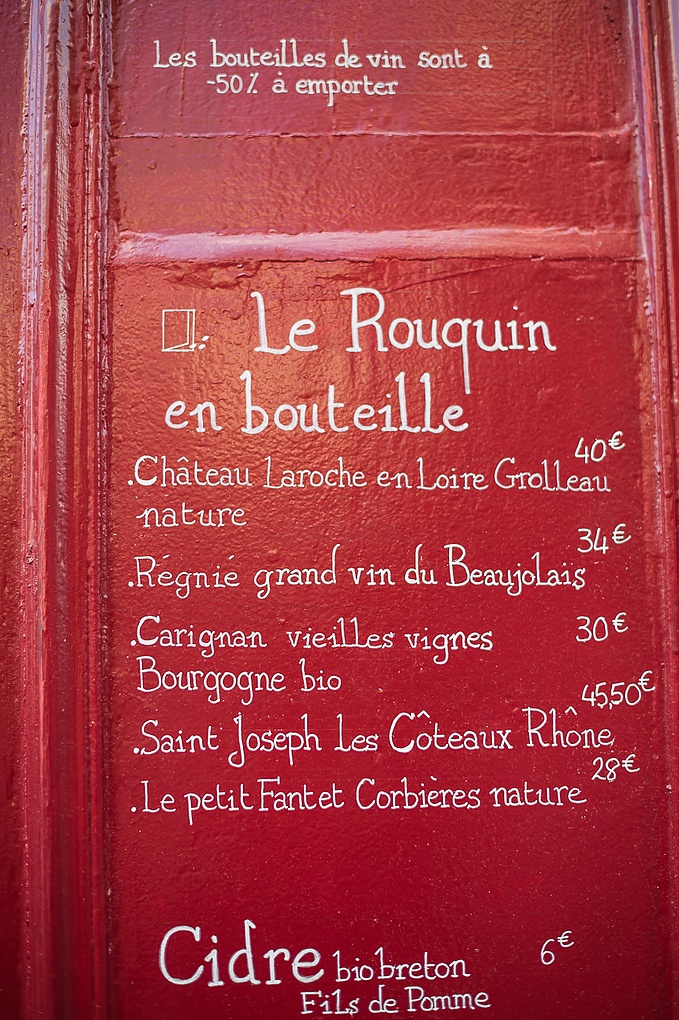 Les bouteilles de vin sont à
-50% à emporter
Le Rouquin
en bouteille
40€
.Château Laroche en Loire Grolleau
nature
34€
.Régnié grand vin du Beaujolais
.Carignan vieilles vignes 30€
Bourgogne bio
45,50€
.Saint Joseph les Côteaux Rhône
28€
.Le petit Fantet Corbières nature
Cidre bio breton 6€
Fils de Pomme